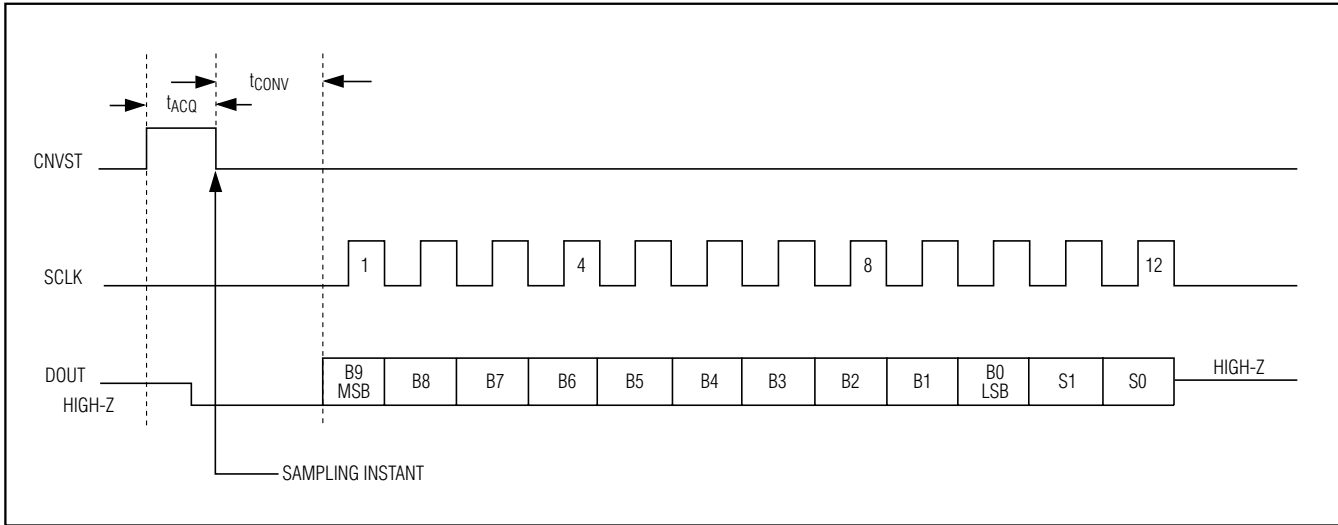 tCONV
tACQ
CNVST
1 4 8 12
SCLK
DOUT
HIGH-Z
B9 MSB B8 B7 B6 B5 B4 B3 B2 B1 B0 LSB S1 S0
HIGH-Z
SAMPLING INSTANT